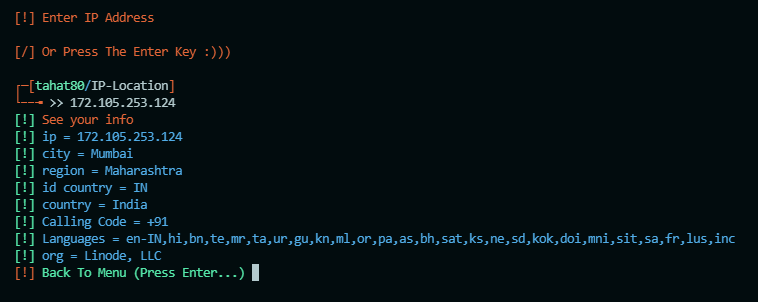 [!] Enter IP Address
[/] Or Press The Enter Key :)))
[tahat80/IP-Location]
>> 172.105.253.124
[!] See your info
[!] ip = 172.105.253.124
[!] city = Mumbai
[!] region = Maharashtra
[!] id country = IN
[!] country = India
[!] Calling Code = +91
[!] Languages = en-IN,hi,bn,te,mr,ta,ur,gu,kn,ml,or,pa,as,bh,sat,ks,ne,sd,kok,doi,mni,sit,sa,fr,lus,inc
[!] org = Linode, LLC
[!] Back To Menu (Press Enter...)